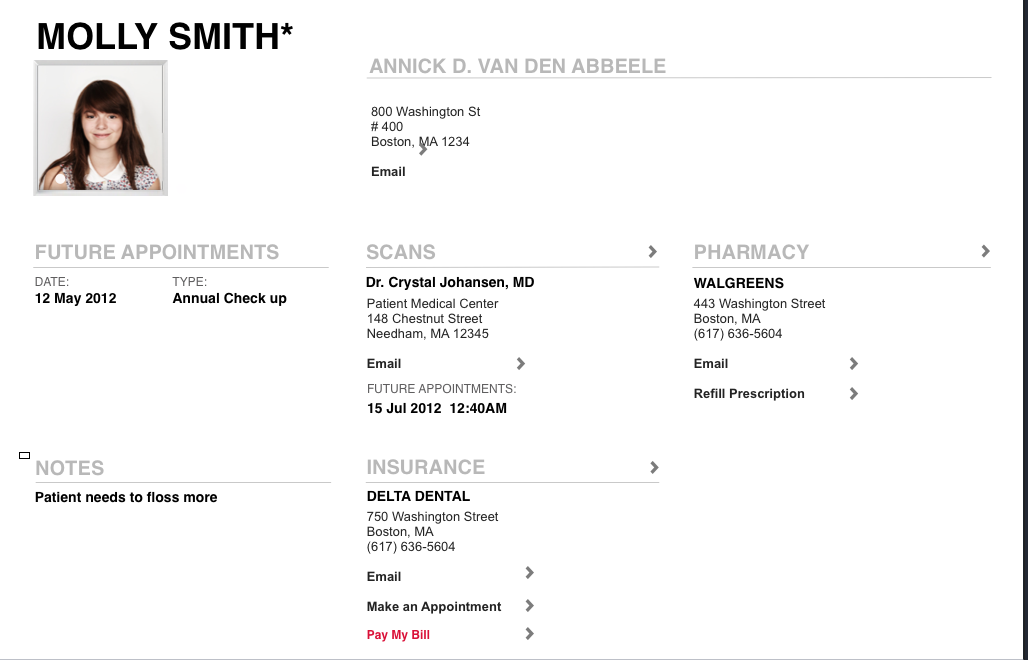 MOLLY SMITH*
ANNICK D. VAN DEN ABBEELE
800 Washington St
# 400
Boston, MA 1234
Email
FUTURE APPOINTMENTS
DATE: TYPE:
12 May 2012 Annual Check up
SCANS
Dr. Crystal Johansen, MD
Patient Medical Center
148 Chestnut Street
Needham, MA 12345
Email
FUTURE APPOINTMENTS:
15 Jul 2012 12:40AM
PHARMACY
WALGREENS
443 Washington Street
Boston, MA
(617) 636-5604
Email
Refill Prescription
NOTES
Patient needs to floss more
INSURANCE
DELTA DENTAL
750 Washington Street
Boston, MA
(617) 636-5604
Email
Make an Appointment
Pay My Bill